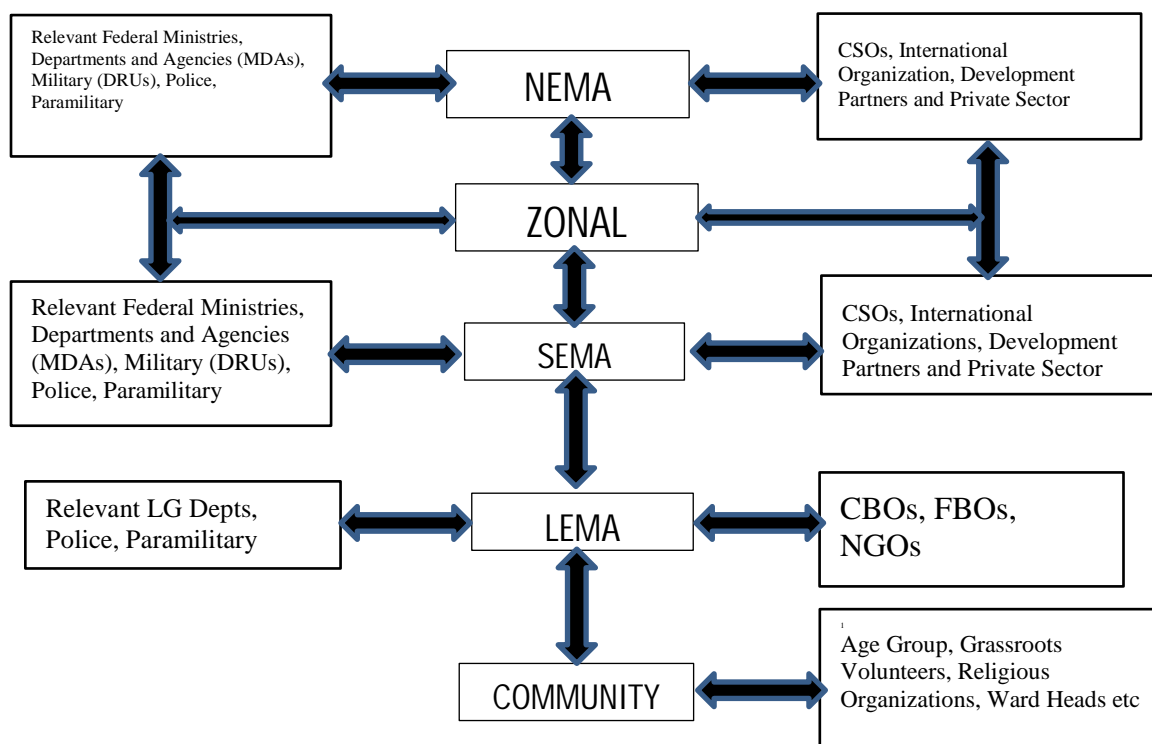 Relevant Federal Ministries,
Departments and Agencies (MDAs),
Military (DRUs), Police,
Paramilitary
NEMA
CSOs, International
Organization, Development
Partners and Private Sector
ZONAL
Relevant Federal Ministries,
Departments and Agencies
(MDAs), Military (DRUs),
Police, Paramilitary
SEMA
CSOs, International
Organizations, Development
Partners and Private Sector
Relevant LG Depts,
Police, Paramilitary
LEMA
CBOs, FBOs,
NGOs
COMMUNITY
1
Age Group, Grassroots
Volunteers, Religious
Organizations, Ward Heads etc